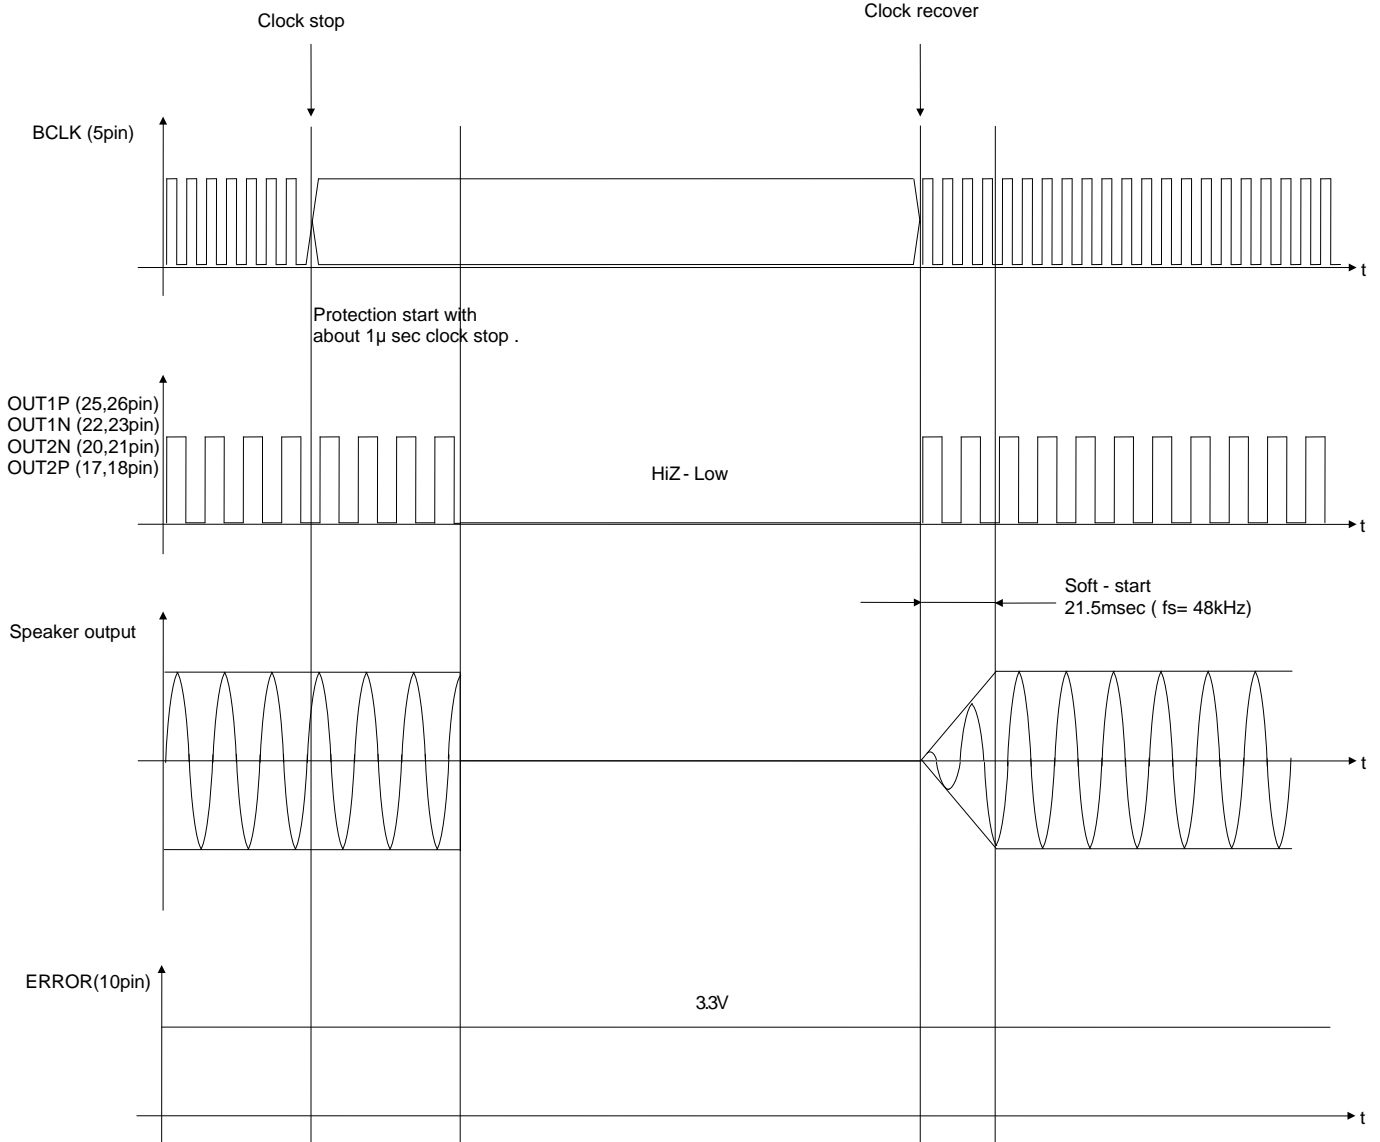 Clock stop
Clock recover
BCLK (5pin)
t
Protection start with
about 1μ sec clock stop .
OUT1P (25,26pin)
OUT1N (22,23pin)
OUT2N (20,21pin)
OUT2P (17,18pin)
HiZ - Low
t
Soft - start
21.5msec ( fs= 48kHz)
Speaker output
t
ERROR(10pin)
3.3V
t